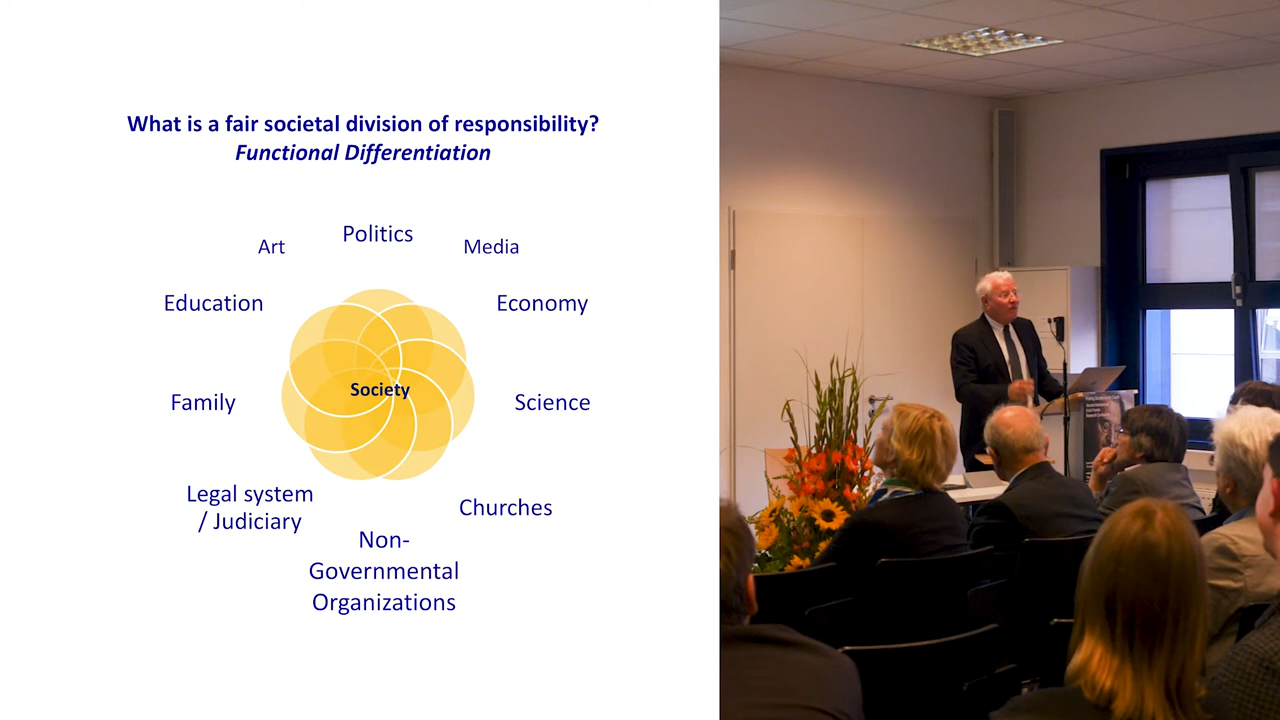 What is a fair societal division of responsibility?
Functional Differentiation
Politics
Art
Media
Education
Economy
Society
Family
Science
Legal system
/ Judiciary
Churches
Non-
Governmental
Organizations